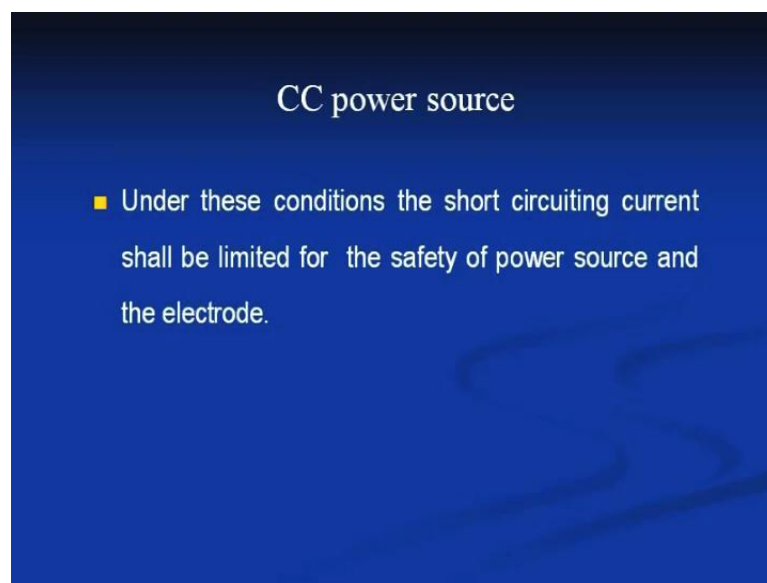 CC power source
Under these conditions the short circuiting current
shall be limited for the safety of power source and
the electrode.